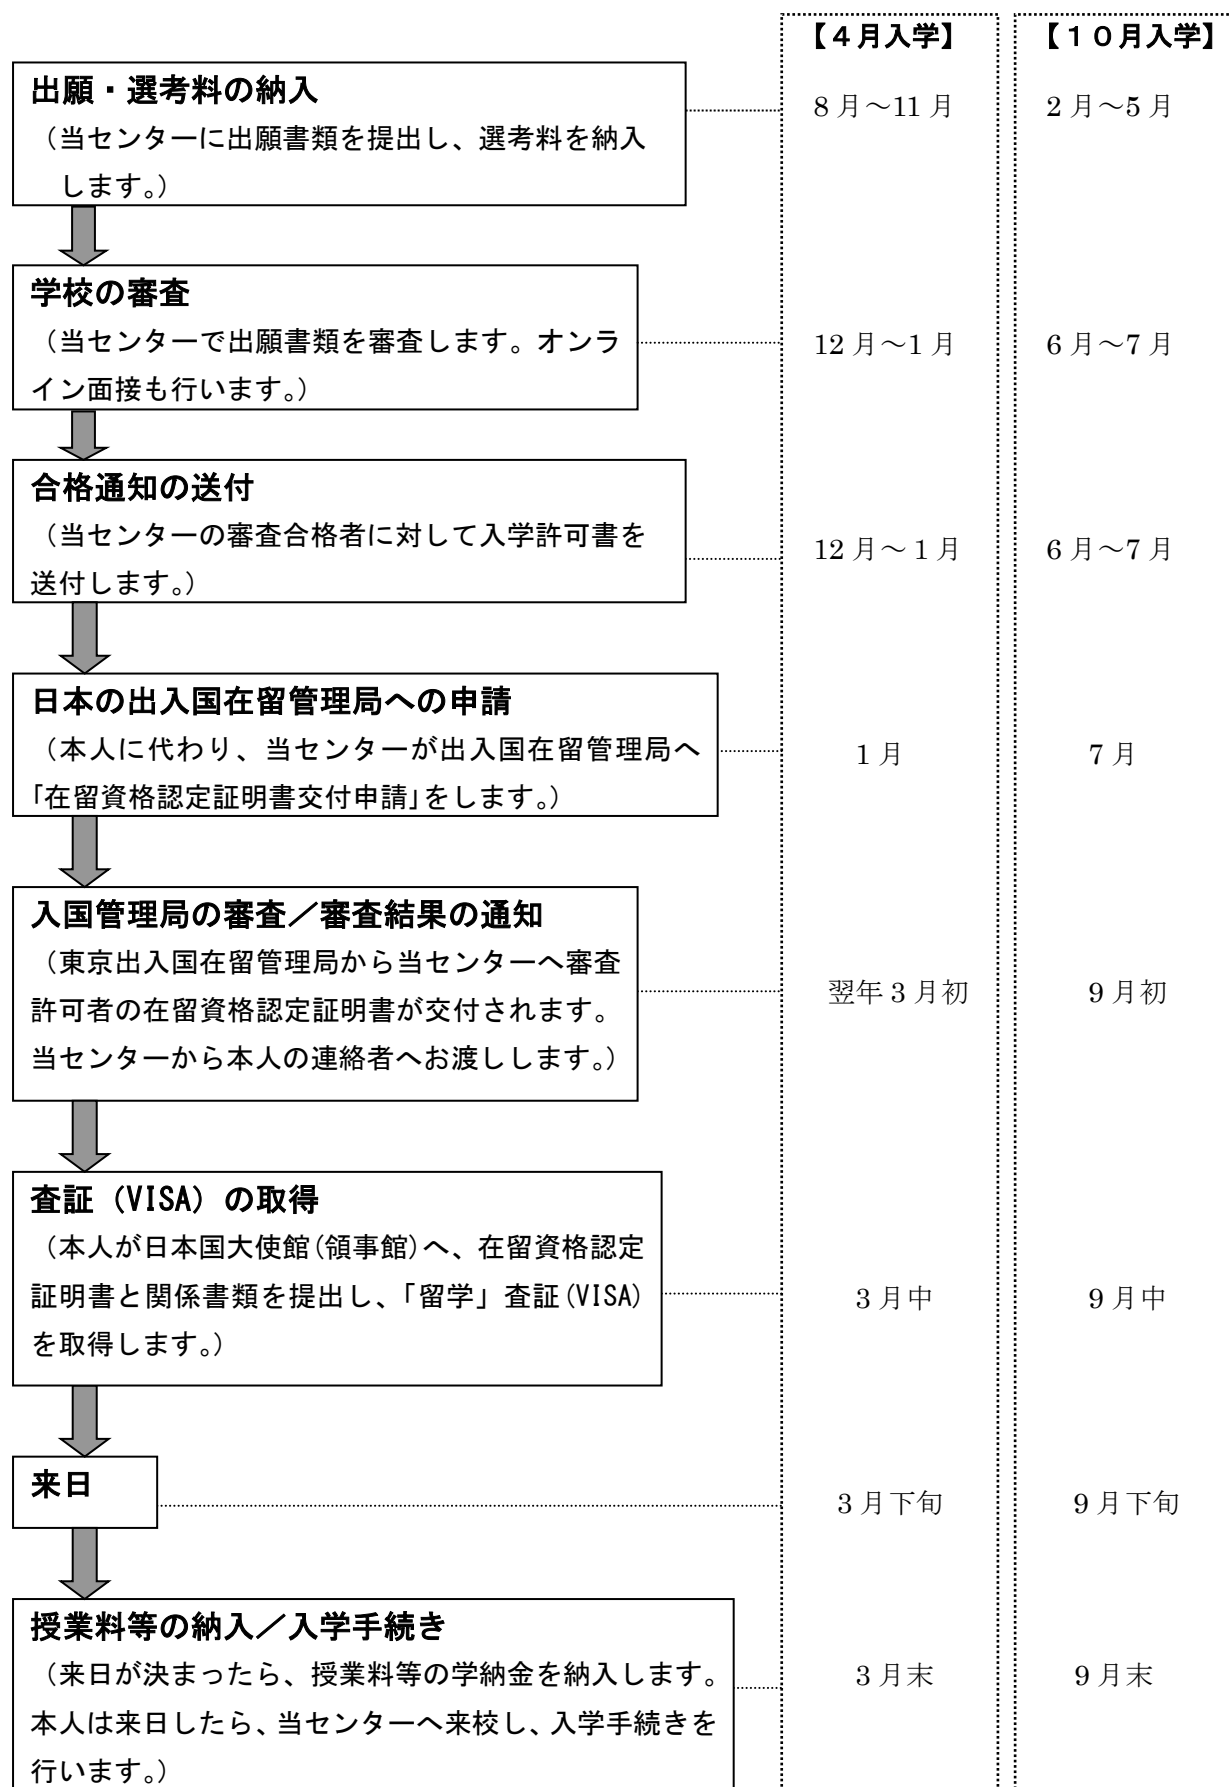 【４月入学】 【１０月入学】
出願・選考料の納入
（当センターに出願書類を提出し、選考料を納入
します。）
8 月～11 月 2 月～5 月
学校の審査
（当センターで出願書類を審査します。オンラ
イン面接も行います。）
12 月～1 月 6 月～7 月
合格通知の送付
（当センターの審査合格者に対して入学許可書を
送付します。）
12 月～ 1 月 6 月～7 月
日本の出入国在留管理局への申請
（本人に代わり、当センターが出入国在留管理局へ
「在留資格認定証明書交付申請」をします。）
1 月 7 月
入国管理局の審査／審査結果の通知
（東京出入国在留管理局から当センターへ審査
許可者の在留資格認定証明書が交付されます。
当センターから本人の連絡者へお渡しします。）
翌年 3 月初 9 月初
査証（VISA）の取得
（本人が日本国大使館(領事館)へ、在留資格認定
証明書と関係書類を提出し、「留学」査証(VISA)
を取得します。）
3 月中 9 月中
来日
3 月下旬 9 月下旬
授業料等の納入／入学手続き
（来日が決まったら、授業料等の学納金を納入します。
本人は来日したら、当センターへ来校し、入学手続きを
行います。）
3 月末 9 月末